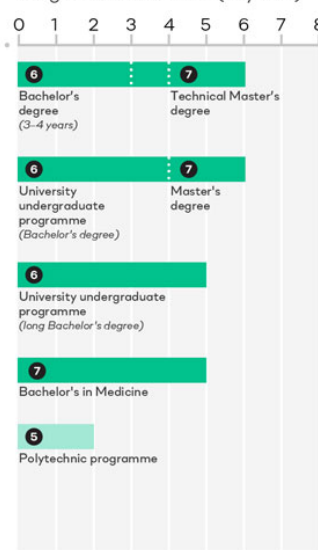 0 1 2 3 4 5 6 7 8
6 7
Bachelor's
degree
(3–4 years)
Technical Master's
degree
6 7
University
undergraduate
programme
(Bachelor's degree)
Master's
degree
6
University undergraduate
programme
(long Bachelor's degree)
7
Bachelor's in Medicine
5
Polytechnic programme